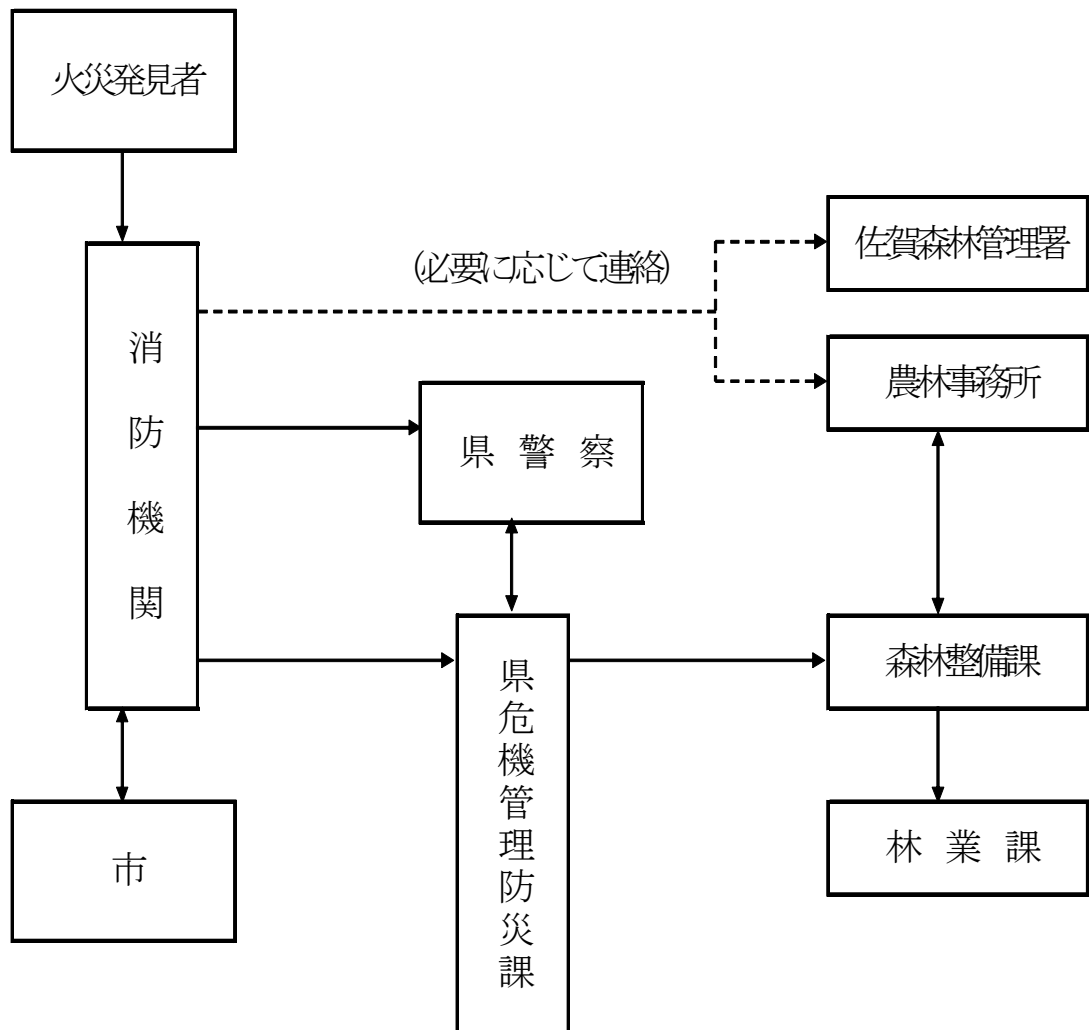 火災発見者
佐賀森林管理署
(必要に応じて連絡)
消防機関
農林事務所
県警察
森林整備課
県危機管理防災課
林業課
市